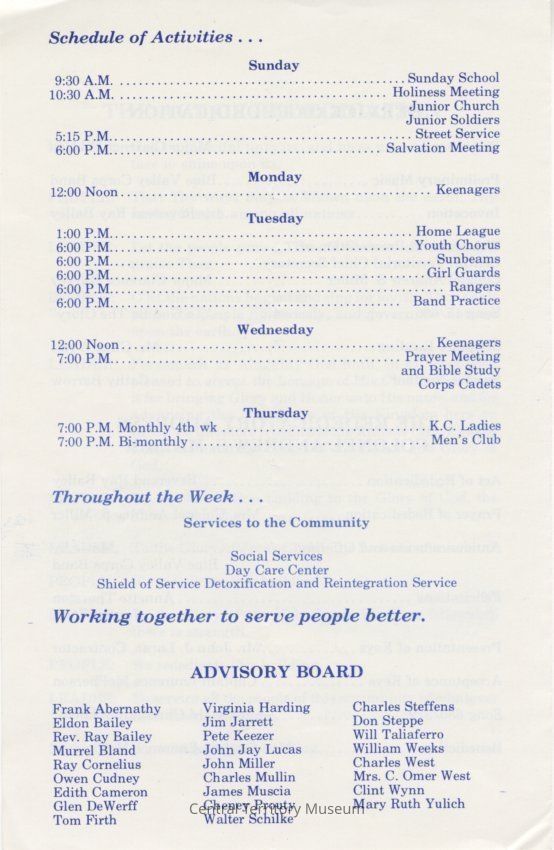 Schedule of Activities . . .
Sunday
9:30 A.M. . . . . . . . . . . . . . . . . . . . . . . . . . . . . . . . . . . . . Sunday School
10:30 A.M. . . . . . . . . . . . . . . . . . . . . . . . . . . . . . . . . . . Holiness Meeting
Junior Church
Junior Soldiers
5:15 P.M. . . . . . . . . . . . . . . . . . . . . . . . . . . . . . . . . . . . . Street Service
6:00 P.M. . . . . . . . . . . . . . . . . . . . . . . . . . . . . . . . . . Salvation Meeting
Monday
12:00 Noon . . . . . . . . . . . . . . . . . . . . . . . . . . . . . . . . . . . . . . Keenagers
Tuesday
1:00 P.M. . . . . . . . . . . . . . . . . . . . . . . . . . . . . . . . . . . . . Home League
6:00 P.M. . . . . . . . . . . . . . . . . . . . . . . . . . . . . . . . . . . . . Youth Chorus
6:00 P.M. . . . . . . . . . . . . . . . . . . . . . . . . . . . . . . . . . . . . . . Sunbeams
6:00 P.M. . . . . . . . . . . . . . . . . . . . . . . . . . . . . . . . . . . . . . Girl Guards
6:00 P.M. . . . . . . . . . . . . . . . . . . . . . . . . . . . . . . . . . . . . . . . . Rangers
6:00 P.M. . . . . . . . . . . . . . . . . . . . . . . . . . . . . . . . . . . . . Band Practice
Wednesday
12:00 Noon . . . . . . . . . . . . . . . . . . . . . . . . . . . . . . . . . . . . . . Keenagers
7:00 P.M. . . . . . . . . . . . . . . . . . . . . . . . . . . . . . . . . . . . Prayer Meeting
and Bible Study
Corps Cadets
Thursday
7:00 P.M. Monthly 4th wk . . . . . . . . . . . . . . . . . . . . . . . . K.C. Ladies
7:00 P.M. Bi-monthly . . . . . . . . . . . . . . . . . . . . . . . . . . . . Men's Club
Throughout the Week . . .
Services to the Community
Social Services
Day Care Center
Shield of Service Detoxification and Reintegration Service
Working together to serve people better.
ADVISORY BOARD
Frank Abernathy
Eldon Bailey
Rev. Ray Bailey
Murrel Bland
Ray Cornelius
Owen Cudney
Edith Cameron
Glen DeWerff
Tom Firth
Virginia Harding
Jim Jarrett
Pete Keezer
John Jay Lucas
John Miller
Charles Mullin
James Muscia
Cheney Prouty
Walter Schilke
Charles Steffens
Don Steppe
Will Taliaferro
William Weeks
Charles West
Mrs. C. Omer West
Clint Wynn
Mary Ruth Yulich
Central Territory Museum